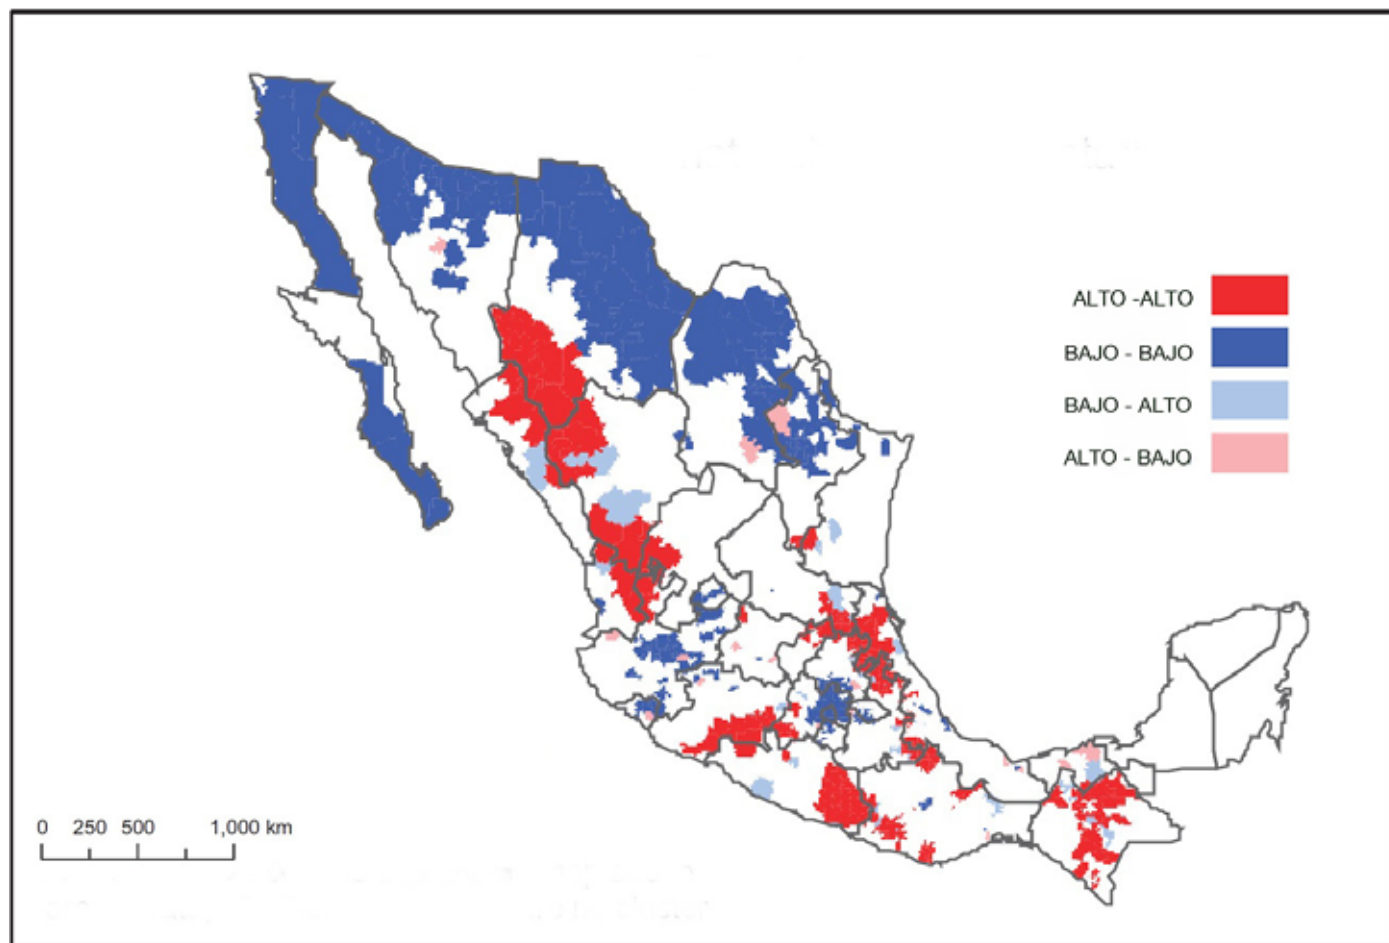 ALTO -ALTO
BAJO - BAJO
BAJO - ALTO
ALTO - BAJO
0 250 500 1,000 km